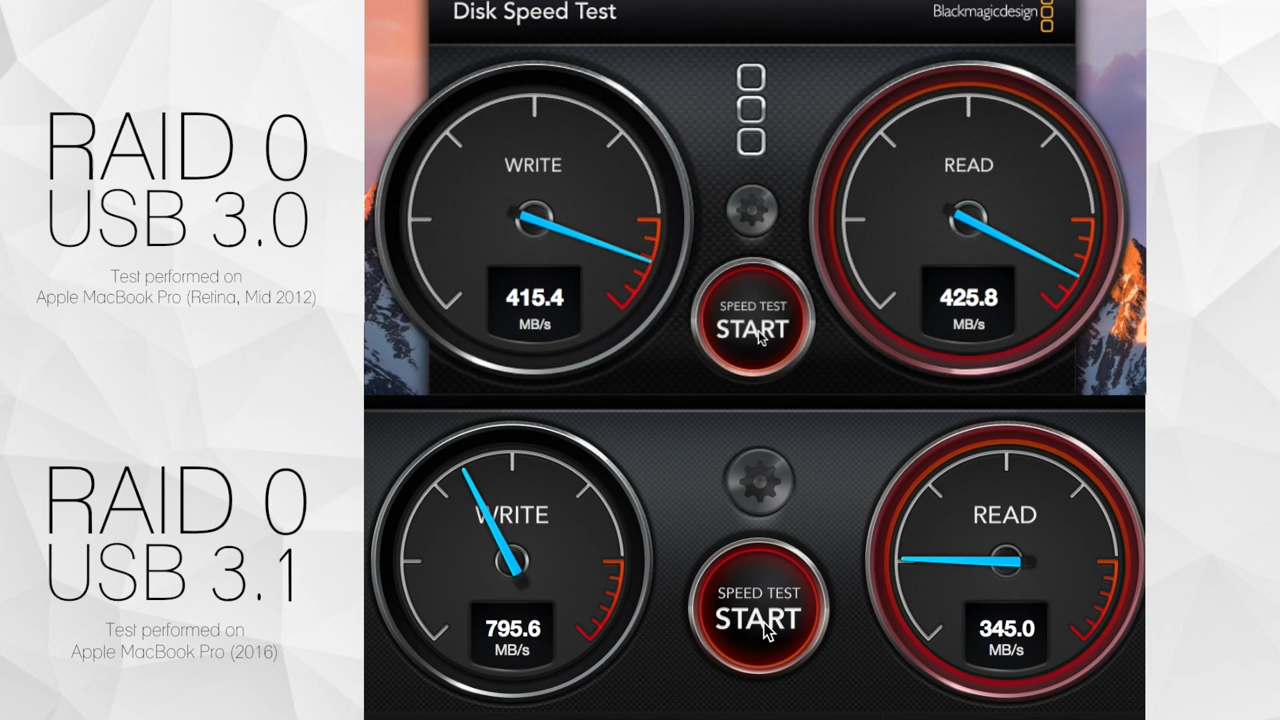 Disk Speed Test
Blackmagicdesign
RAID 0
USB 3.0
Test performed on
Apple MacBook Pro (Retina, Mid 2012)
WRITE
415.4
MB/s
SPEED TEST
START
READ
425.8
MB/s
RAID 0
USB 3.1
Test performed on
Apple MacBook Pro (2016)
WRITE
795.6
MB/s
SPEED TEST
START
READ
345.0
MB/s